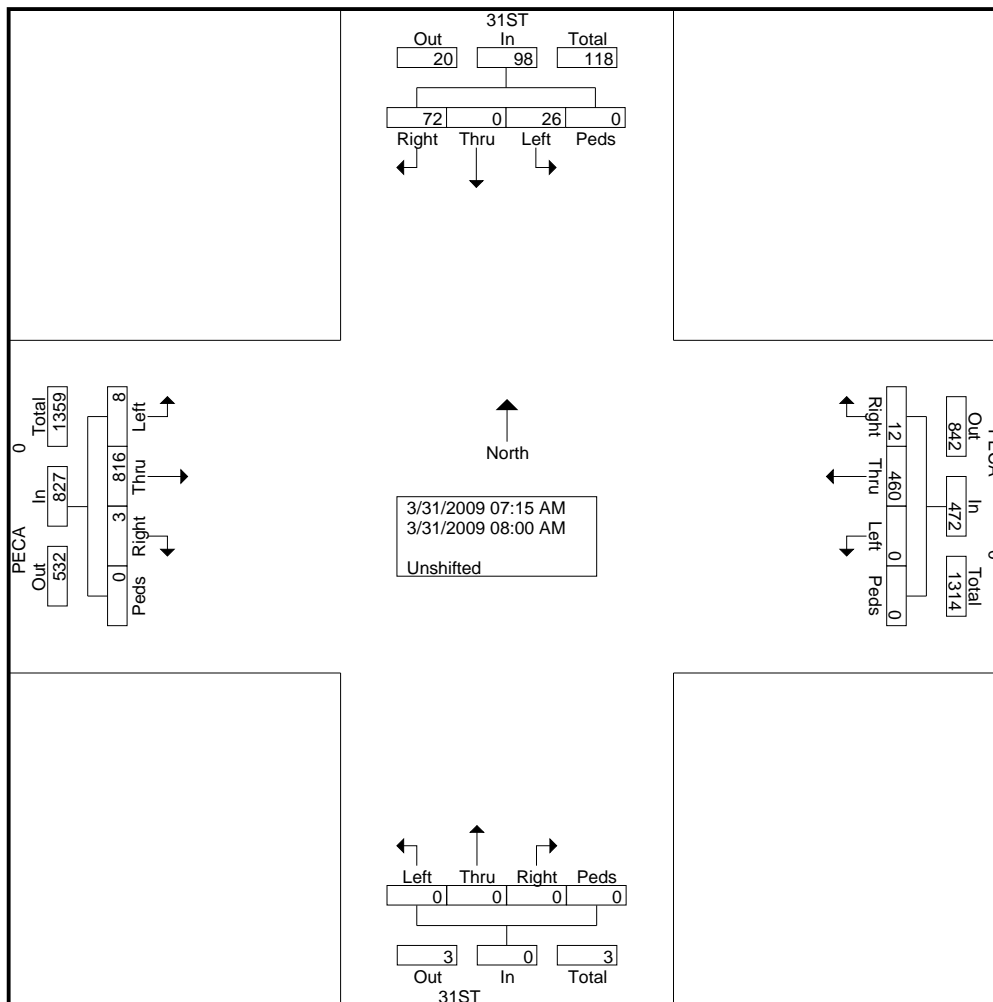 31ST
Out In Total
20 98 118
72 0 26 0
Right Thru Left Peds
PECA 0
Total In Out
1359 827 532
8 816 3 0
Left Thru Right Peds
North
3/31/2009 07:15 AM
3/31/2009 08:00 AM
Unshifted
Right Thru Left Peds
12 460 0 0
Out In Total
842 472 1314
Left Thru Right Peds
0 0 0 0
3 0 3
Out In Total
31ST